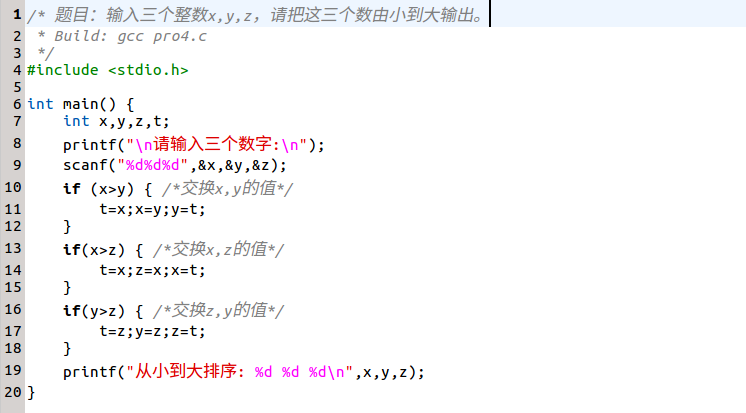 1 /* 题目：输入三个整数x,y,z，请把这三个数由小到大输出。
2  * Build: gcc pro4.c
3  */
4 #include <stdio.h>
5
6 int main() {
7     int x,y,z,t;
8     printf("\n请输入三个数字:\n");
9     scanf("%d%d%d",&x,&y,&z);
10     if (x>y) { /*交换x,y的值*/
11         t=x;x=y;y=t;
12     }
13     if(x>z) { /*交换x,z的值*/
14         t=x;z=x;x=t;
15     }
16     if(y>z) { /*交换z,y的值*/
17         t=z;y=z;z=t;
18     }
19     printf("从小到大排序: %d %d %d\n",x,y,z);
20 }